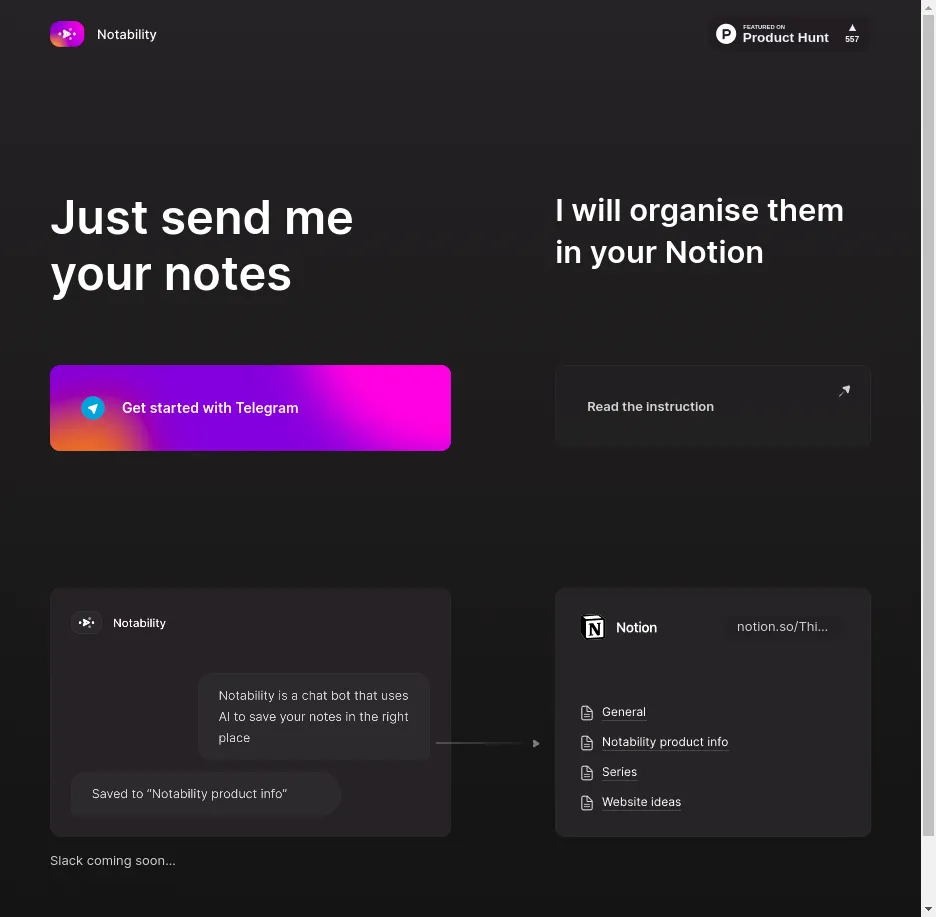 Notability
FEATURED ON
Product Hunt
557
Just send me
your notes
I will organise them
in your Notion
Get started with Telegram
Read the instruction
Notability
Notability is a chat bot that uses
AI to save your notes in the right
place
Saved to “Notability product info”
Notion
notion.so/Thi...
General
Notability product info
Series
Website ideas
Slack coming soon...